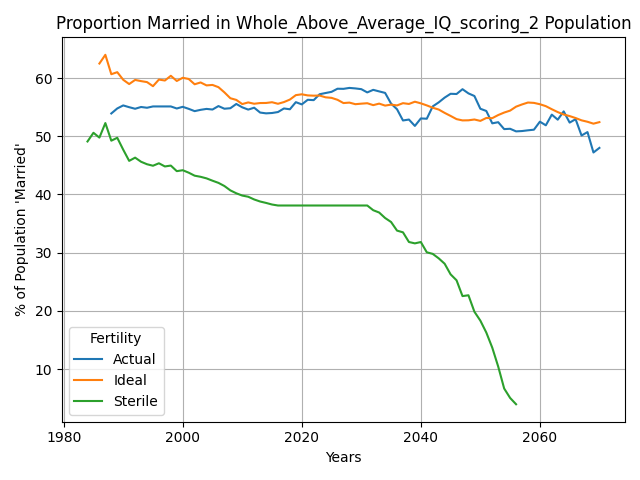 Proportion Married in Whole_Above_Average_IQ_scoring_2 Population
% of Population 'Married'
60
50
40
30
20
10
Fertility
Actual
Ideal
Sterile
1980
2000
2020
2040
2060
Years